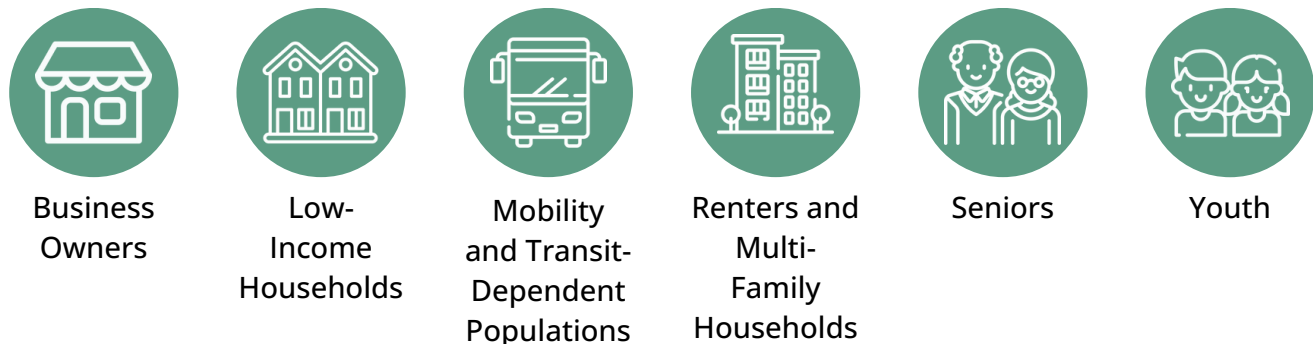 Business
Owners
Low-
Income
Households
Mobility
and Transit-
Dependent
Populations
Renters and
Multi-
Family
Households
Seniors
Youth